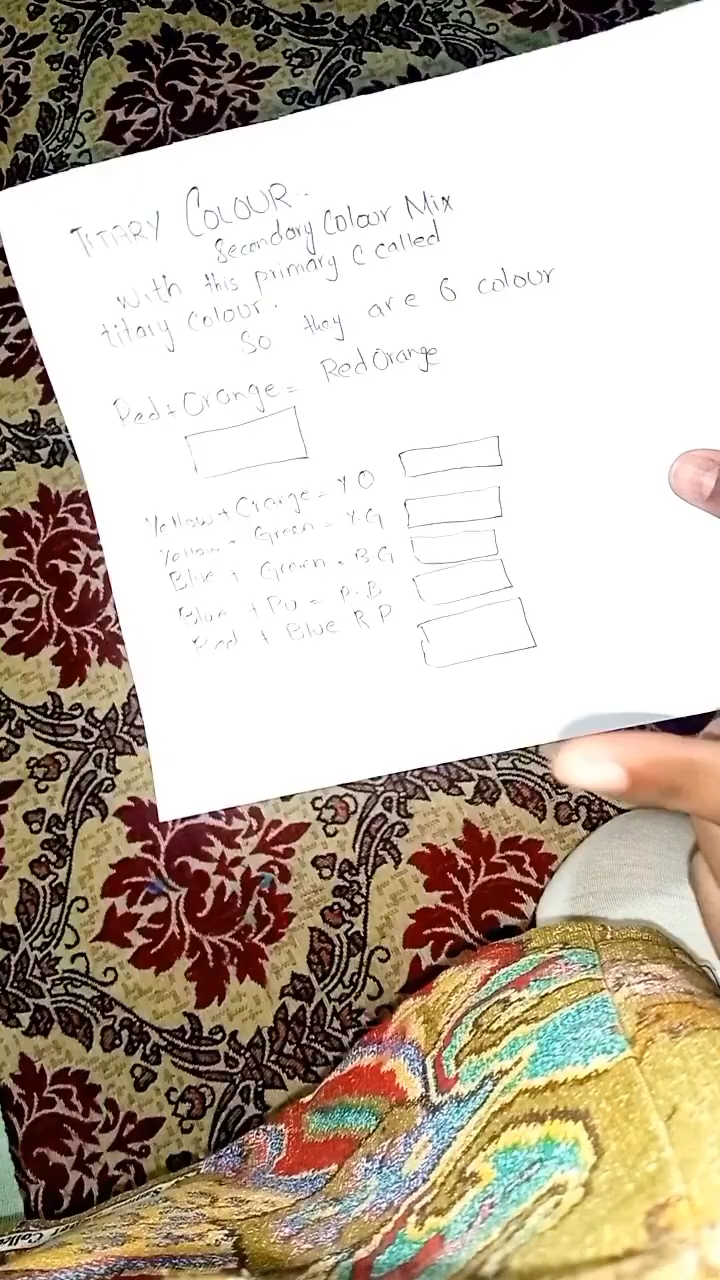 TITARY COLOUR.
Secondary Colour Mix
with this primary C called
titary colour.
So they are 6 colour
Red + Orange = Red Orange
Yellow + Orange = Y O
Yellow + Green = Y.G
Blue + Green = B G
Blue + Pu = P.B
Red + Blue R P